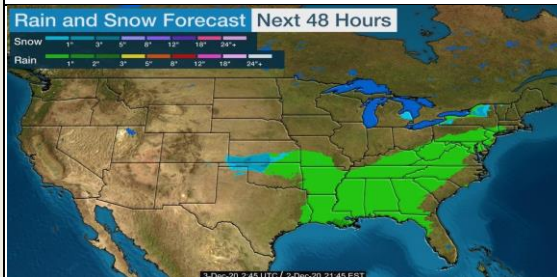 Rain and Snow Forecast Next 48 Hours
Snow
1" 3" 5" 8" 12" 18" 24"+
Rain
1" 2" 3" 5" 8" 12" 18" 24"+
3-Dec-20 2:45 UTC / 2-Dec-20 21:45 EST